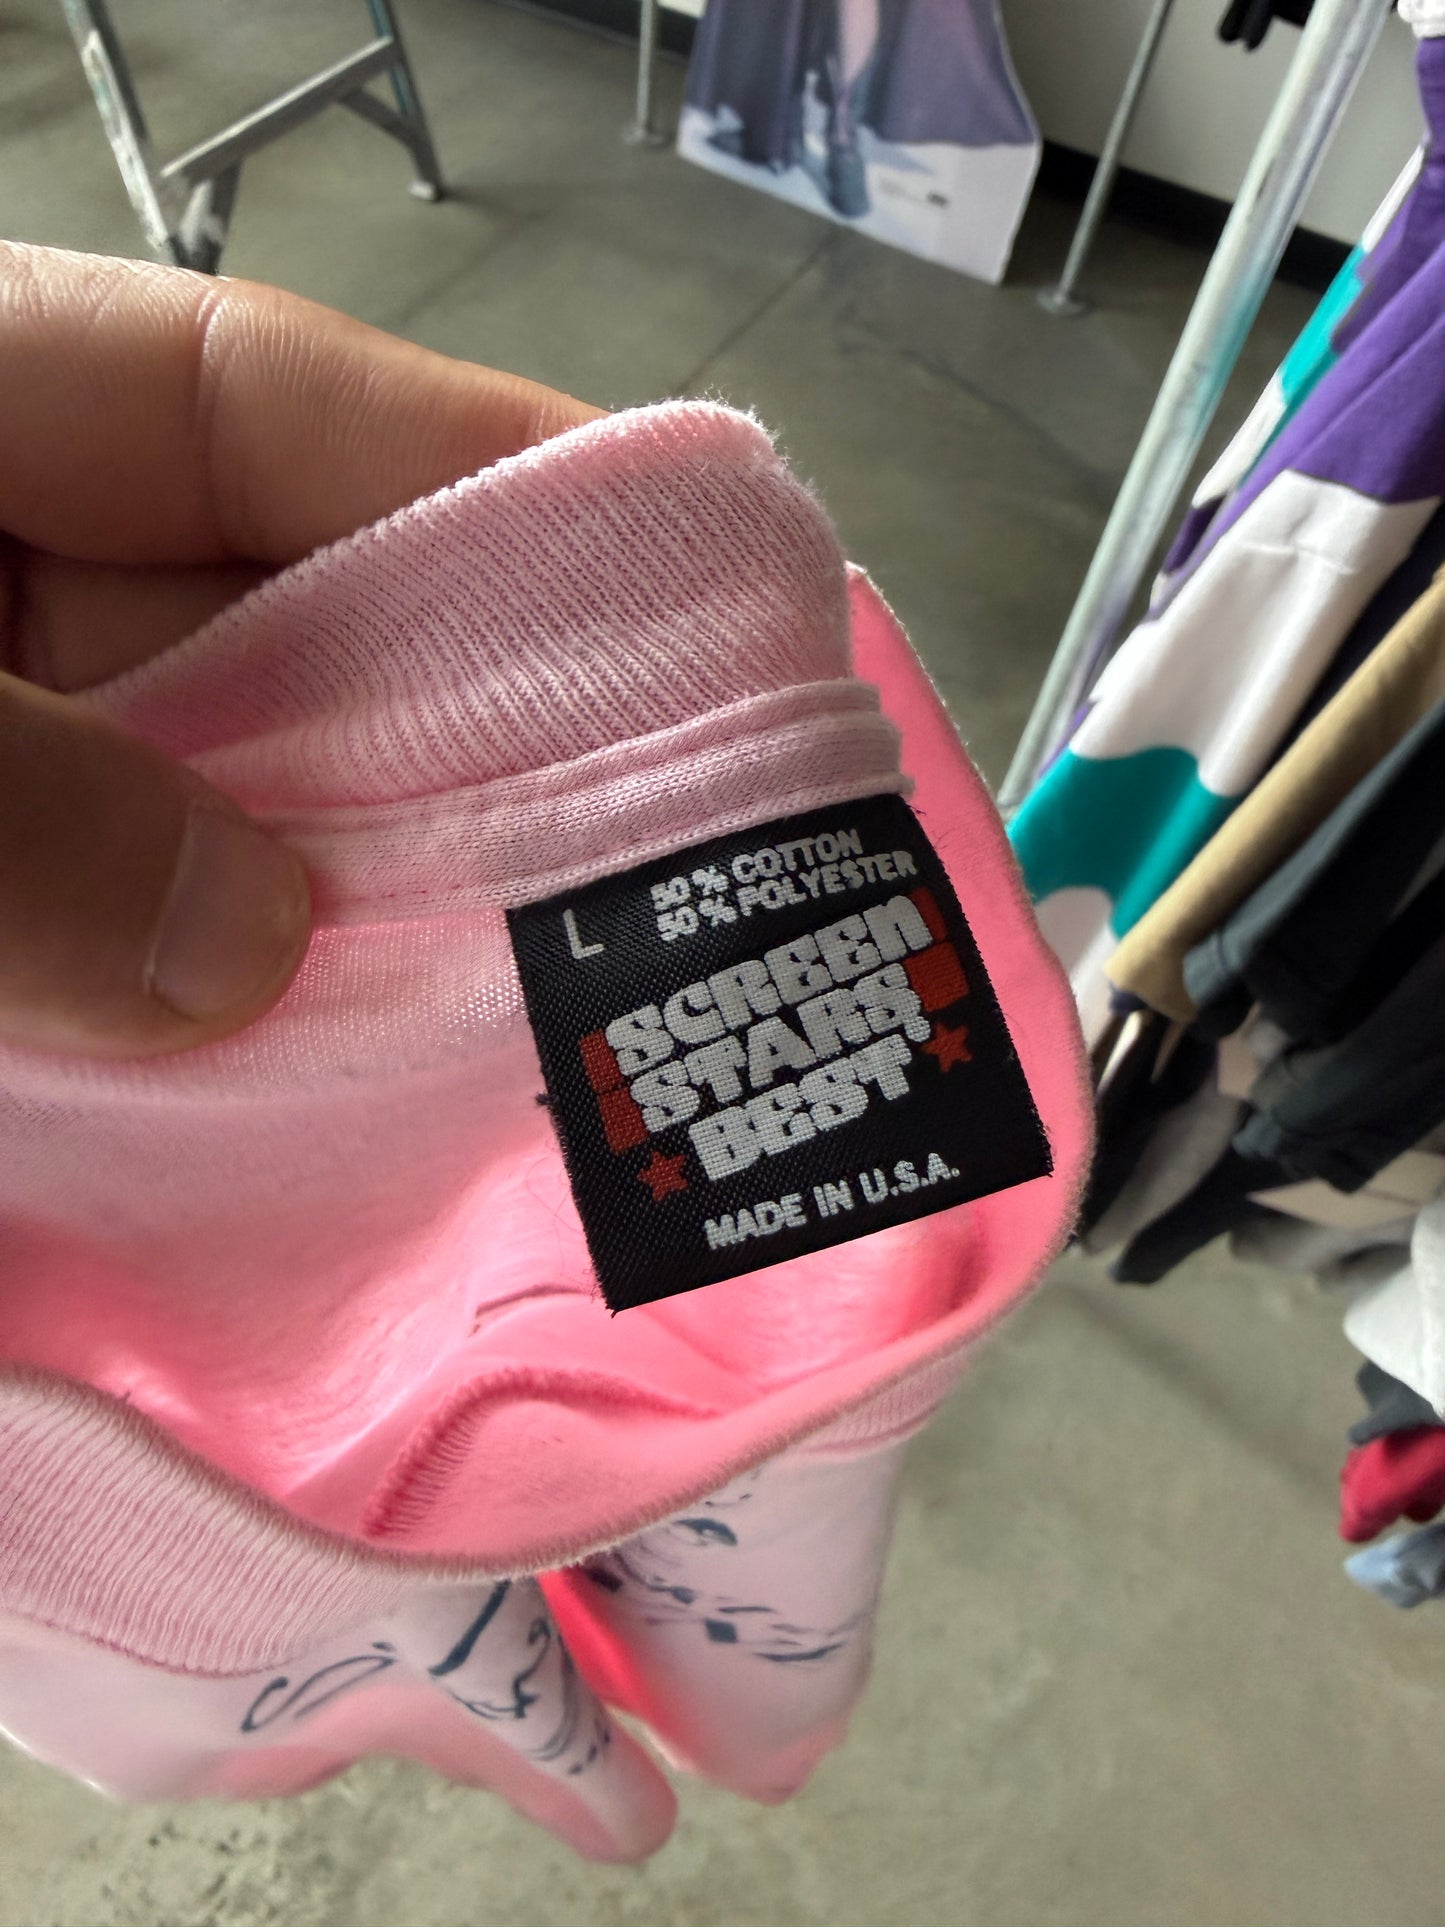 50% COTTON
50% POLYESTER
L
SCREEN
STARS®
BEST
MADE IN U.S.A.